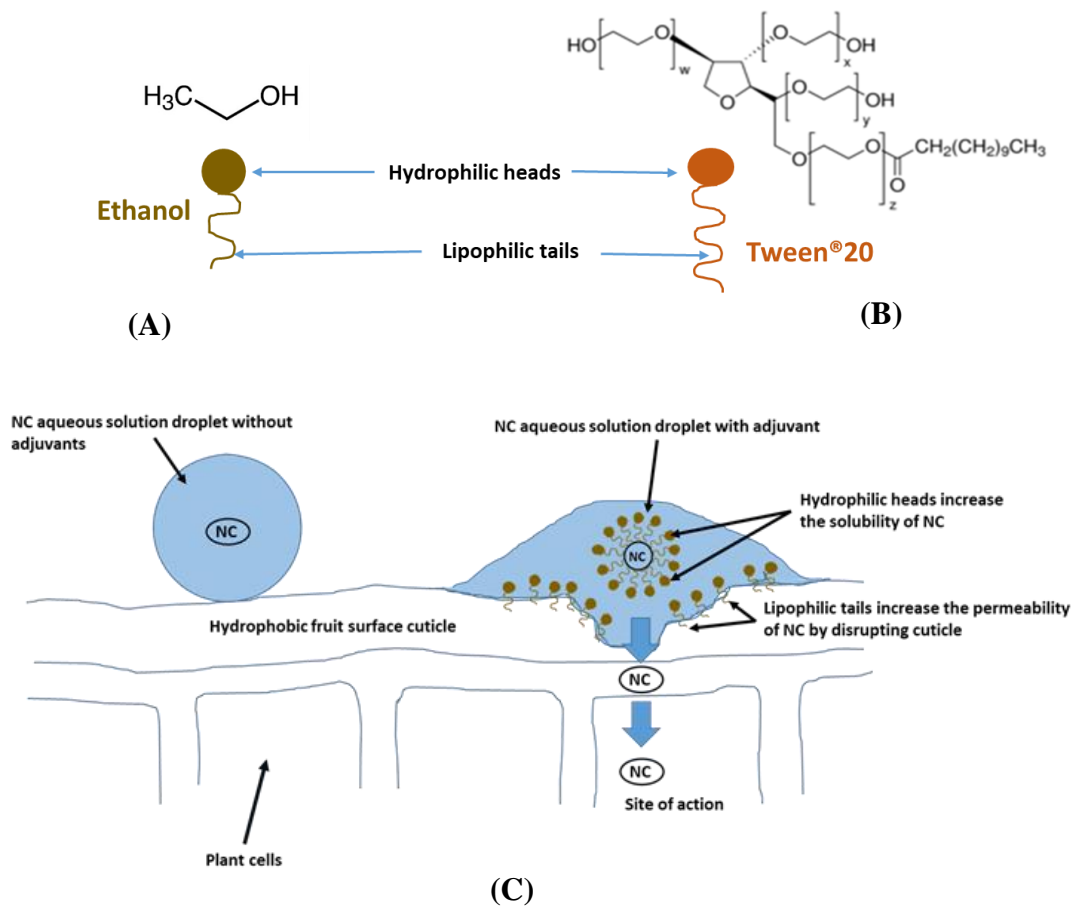 H₃C
OH
Ethanol
(A)
Hydrophilic heads
Lipophilic tails
HO
O
w
O
OH
x
O
O
OH
y
O
O
z
O
CH₂(CH₂)₉CH₃
Tween®20
(B)
NC aqueous solution droplet without
adjuvants
NC
NC aqueous solution droplet with adjuvant
NC
Hydrophilic heads increase
the solubility of NC
Hydrophobic fruit surface cuticle
Lipophilic tails increase the permeability
of NC by disrupting cuticle
NC
NC
Site of action
Plant cells
(C)